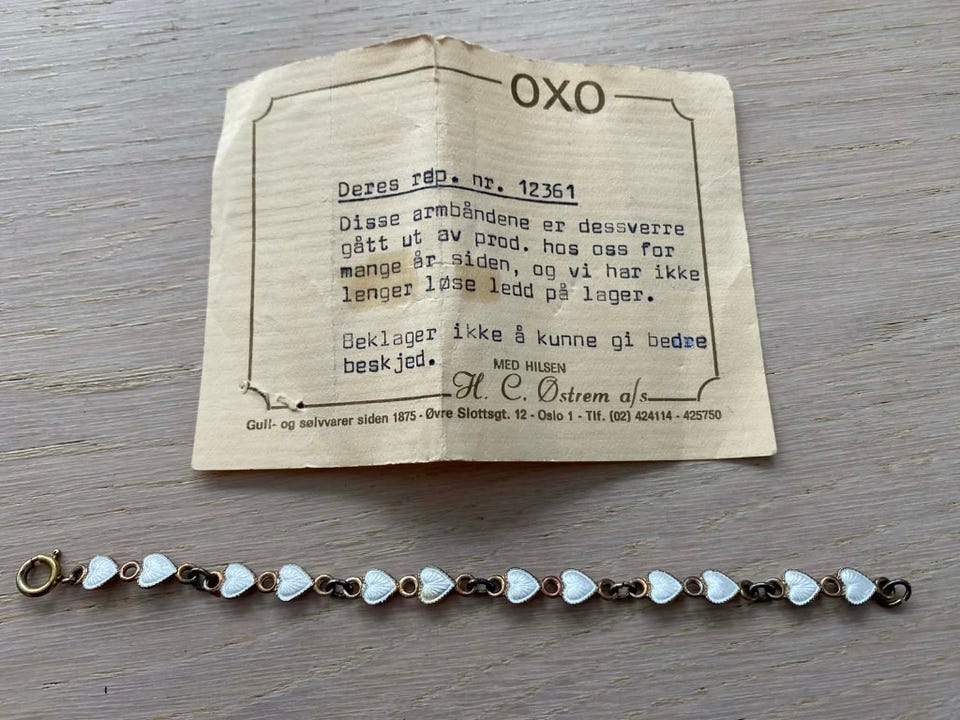 OXO
Deres rep. nr. 12361
Disse armbåndene er dessverre
gått ut av prod. hos oss for
mange år siden, og vi har ikke
lenger løse ledd på lager.
Beklager ikke å kunne gi bedre
beskjed.
MED HILSEN
H. C. Østrem a/s
Gull- og sølvvarer siden 1875 - Øvre Slottsgt. 12 - Oslo 1 - Tlf. (02) 424114 - 425750